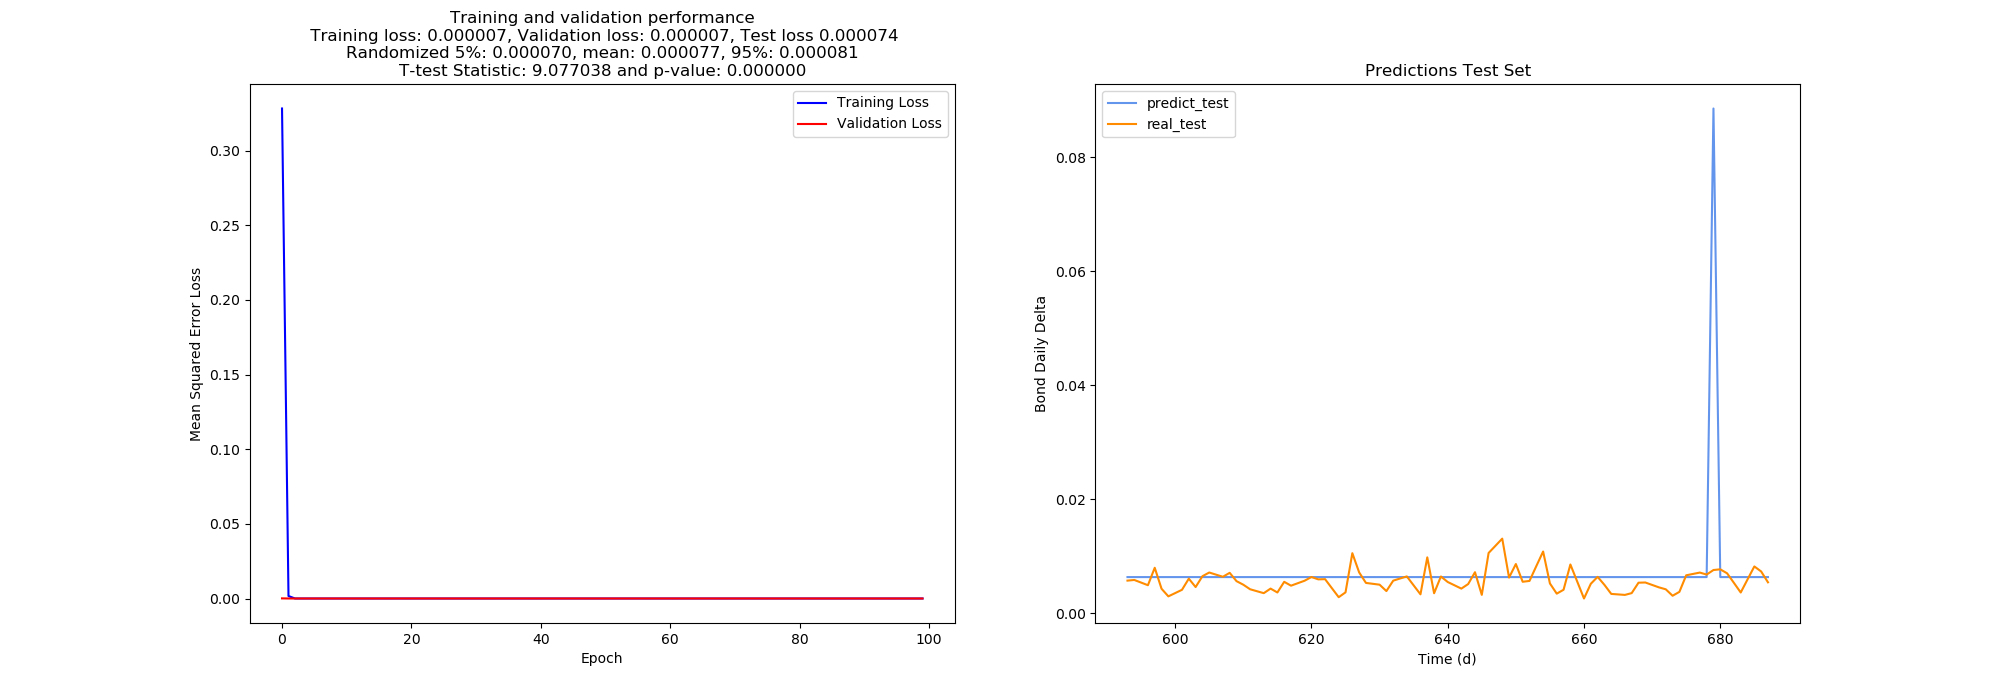 Training and validation performance
Training loss: 0.000007, Validation loss: 0.000007, Test loss 0.000074
Randomized 5%: 0.000070, mean: 0.000077, 95%: 0.000081
T-test Statistic: 9.077038 and p-value: 0.000000
Training Loss
Validation Loss
0.30
0.25
0.20
0.15
0.10
0.05
0.00
Mean Squared Error Loss
0 20 40 60 80 100
Epoch
Predictions Test Set
predict_test
real_test
0.08
0.06
0.04
0.02
0.00
Bond Daily Delta
600 620 640 660 680
Time (d)